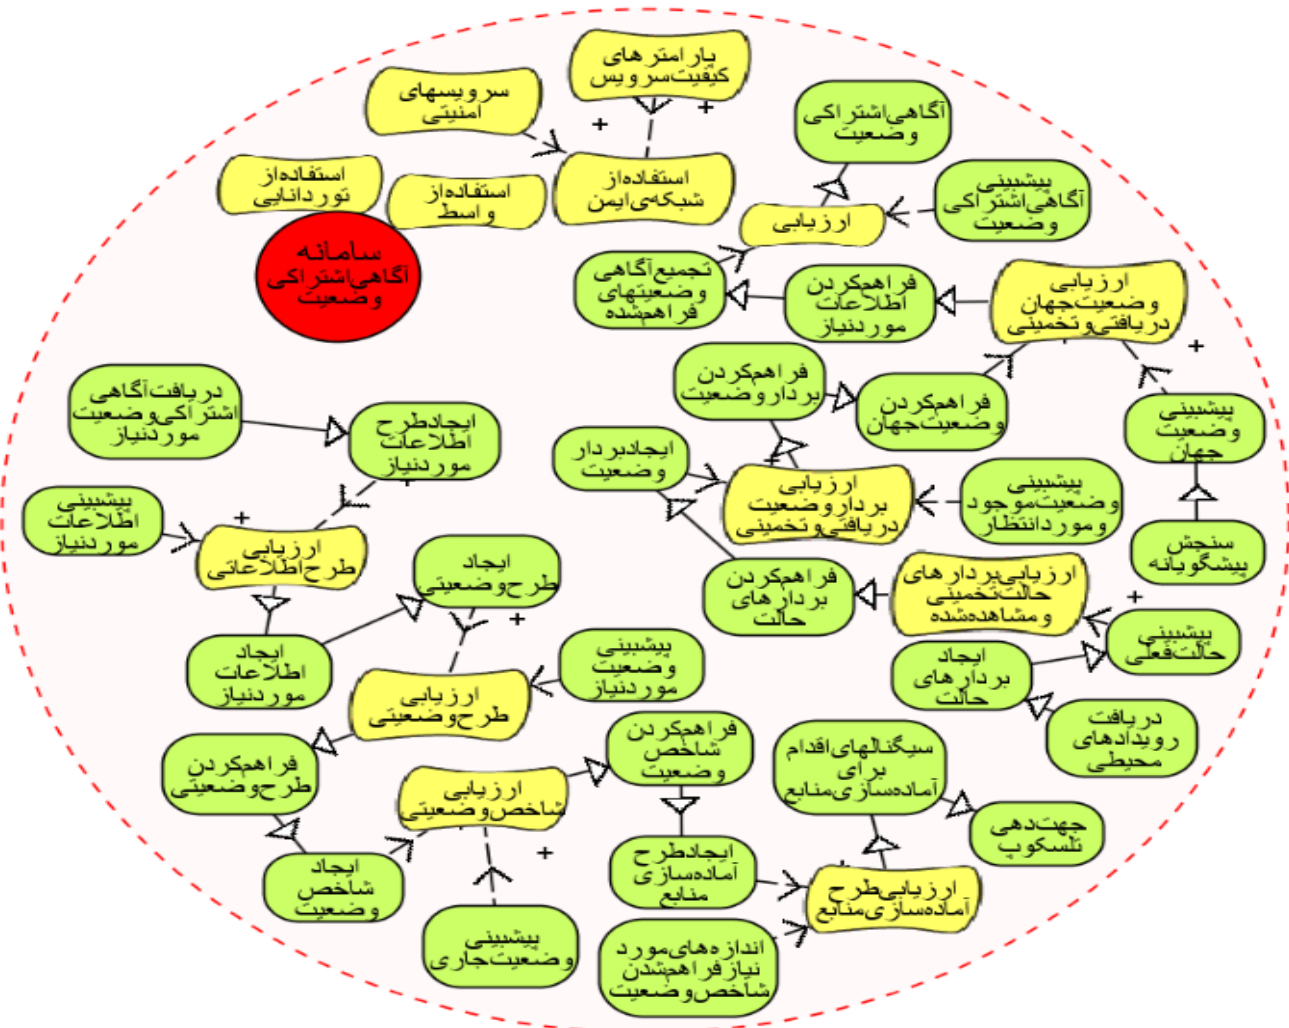 پارامترهای
کیفیت‌سرویس
سرویسهای
امنیتی
آگاهی‌اشتراکی
وضعیت
استفاده‌از
توردانایی
استفاده‌از
واسط
استفاده‌از
شبکه‌ی‌ایمن
پیشبینی
آگاهی‌اشتراکی
وضعیت
ارزیابی
سامانه
آگاهی‌اشتراکی
وضعیت
تجمیع‌آگاهی
وضعیتهای
فراهم‌شده
فراهم‌کردن
اطلاعات
موردنیاز
ارزیابی
وضعیت‌جهان
دریافتی‌وتخمینی
فراهم‌کردن
بردار‌وضعیت
فراهم‌کردن
وضعیت‌جهان
پیشبینی
وضعیت
جهان
دریافت‌آگاهی
اشتراکی‌وضعیت
موردنیاز
ایجادطرح
اطلاعات
موردنیاز
ایجادبردار
وضعیت
ارزیابی
بردار‌وضعیت
دریافتی‌وتخمینی
پیشبینی
وضعیت‌موجود
وموردانتظار
سنجش
پیشگویانه
پیشبینی
اطلاعات
موردنیاز
ارزیابی
طرح‌اطلاعاتی
ایجاد
طرح‌وضعیتی
فراهم‌کردن
بردارهای
حالت
ارزیابی‌بردارهای
حالت‌تخمینی
ومشاهده‌شده
پیشبینی
حالت‌فعلی
ایجاد
اطلاعات
موردنیاز
پیشبینی
وضعیت
موردنیاز
ایجاد
بردارهای
حالت
ارزیابی
طرح‌وضعیتی
دریافت
رویدادهای
محیطی
فراهم‌کردن
طرح‌وضعیتی
ارزیابی
شاخص‌وضعیتی
فراهم‌کردن
شاخص
وضعیت
سیگنالهای‌اقدام
برای
آماده‌سازی‌منابع
جهت‌دهی
تلسکوپ
ایجاد
شاخص
وضعیت
ایجادطرح
آماده‌سازی
منابع
ارزیابی‌طرح
آماده‌سازی‌منابع
پیشبینی
وضعیت‌جاری
اندازه‌های‌مورد
نیاز‌فراهم‌شدن
شاخص‌وضعیت